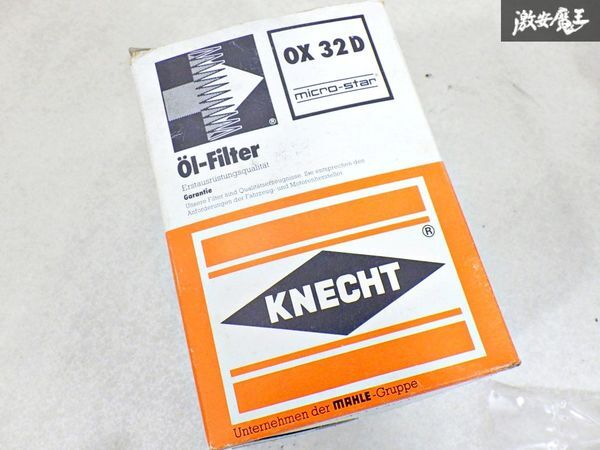 激安魔王
OX 32 D
micro-star®
®
Öl-Filter
Erstausrüstungsqualität
Garantie
Unsere Filter sind Qualitätserzeugnisse. Sie entsprechen den
Anforderungen der Fahrzeug- und Motorenhersteller.
®
KNECHT
Unternehmen der MAHLE-Gruppe